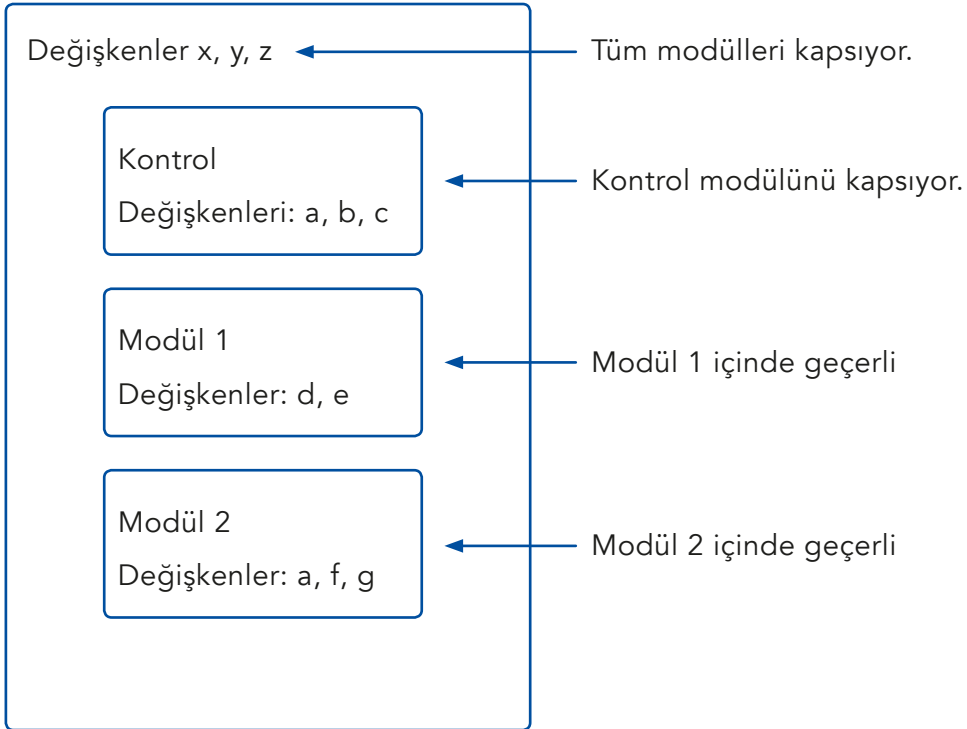 Değişkenler x, y, z
Tüm modülleri kapsıyor.
Kontrol
Değişkenleri: a, b, c
Kontrol modülünü kapsıyor.
Modül 1
Değişkenler: d, e
Modül 1 içinde geçerli
Modül 2
Değişkenler: a, f, g
Modül 2 içinde geçerli